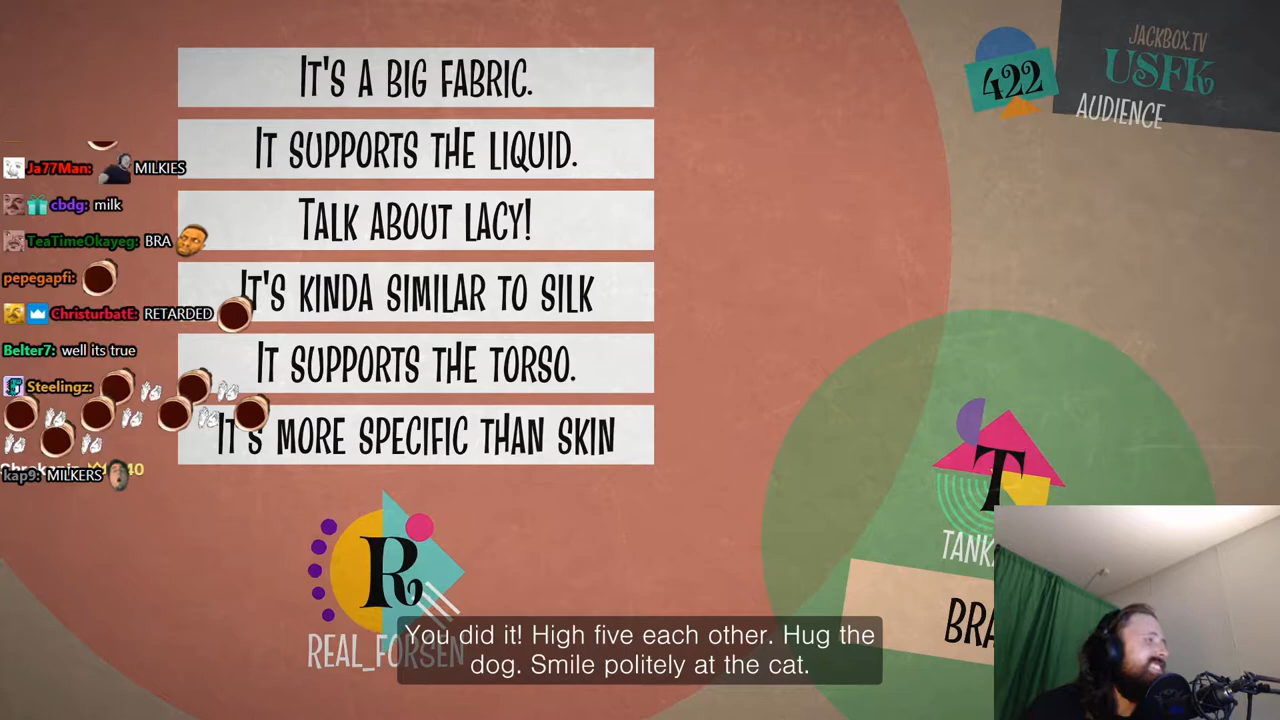 IT'S A BIG FABRIC.
IT SUPPORTS THE LIQUID.
TALK ABOUT LACY!
IT'S KINDA SIMILAR TO SILK
IT SUPPORTS THE TORSO.
IT'S MORE SPECIFIC THAN SKIN
422
AUDIENCE
JACKBOX.TV
USFK
Ja77Man: MILKIES
cbdg: milk
TeaTimeOkayeg: BRA
pepegapfi:
ChristurbatE: RETARDED
Belter7: well its true
Steelingz:
kap9: MILKERS
R
REAL_FORSEN
T
TANK
BRA
You did it! High five each other. Hug the
dog. Smile politely at the cat.